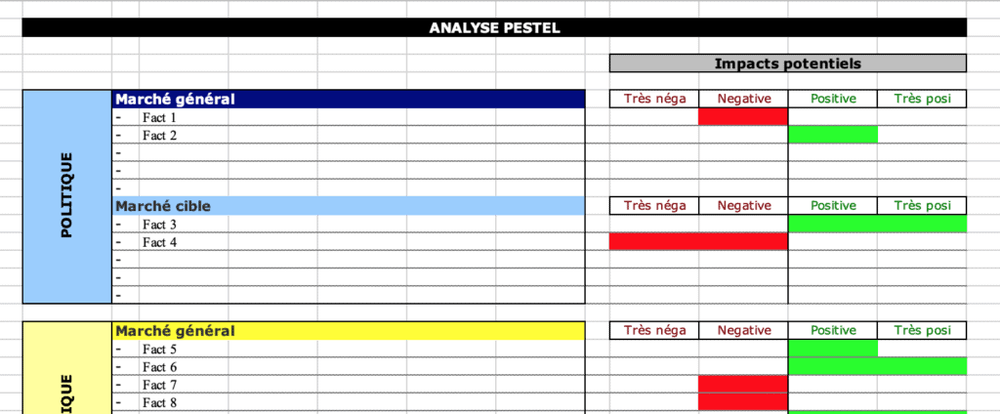 ANALYSE PESTEL
Impacts potentiels
POLITIQUE
Marché général Très néga Negative Positive Très posi
- Fact 1
- Fact 2
-
-
-
Marché cible Très néga Negative Positive Très posi
- Fact 3
- Fact 4
-
-
-
IQUE
Marché général Très néga Negative Positive Très posi
- Fact 5
- Fact 6
- Fact 7
- Fact 8